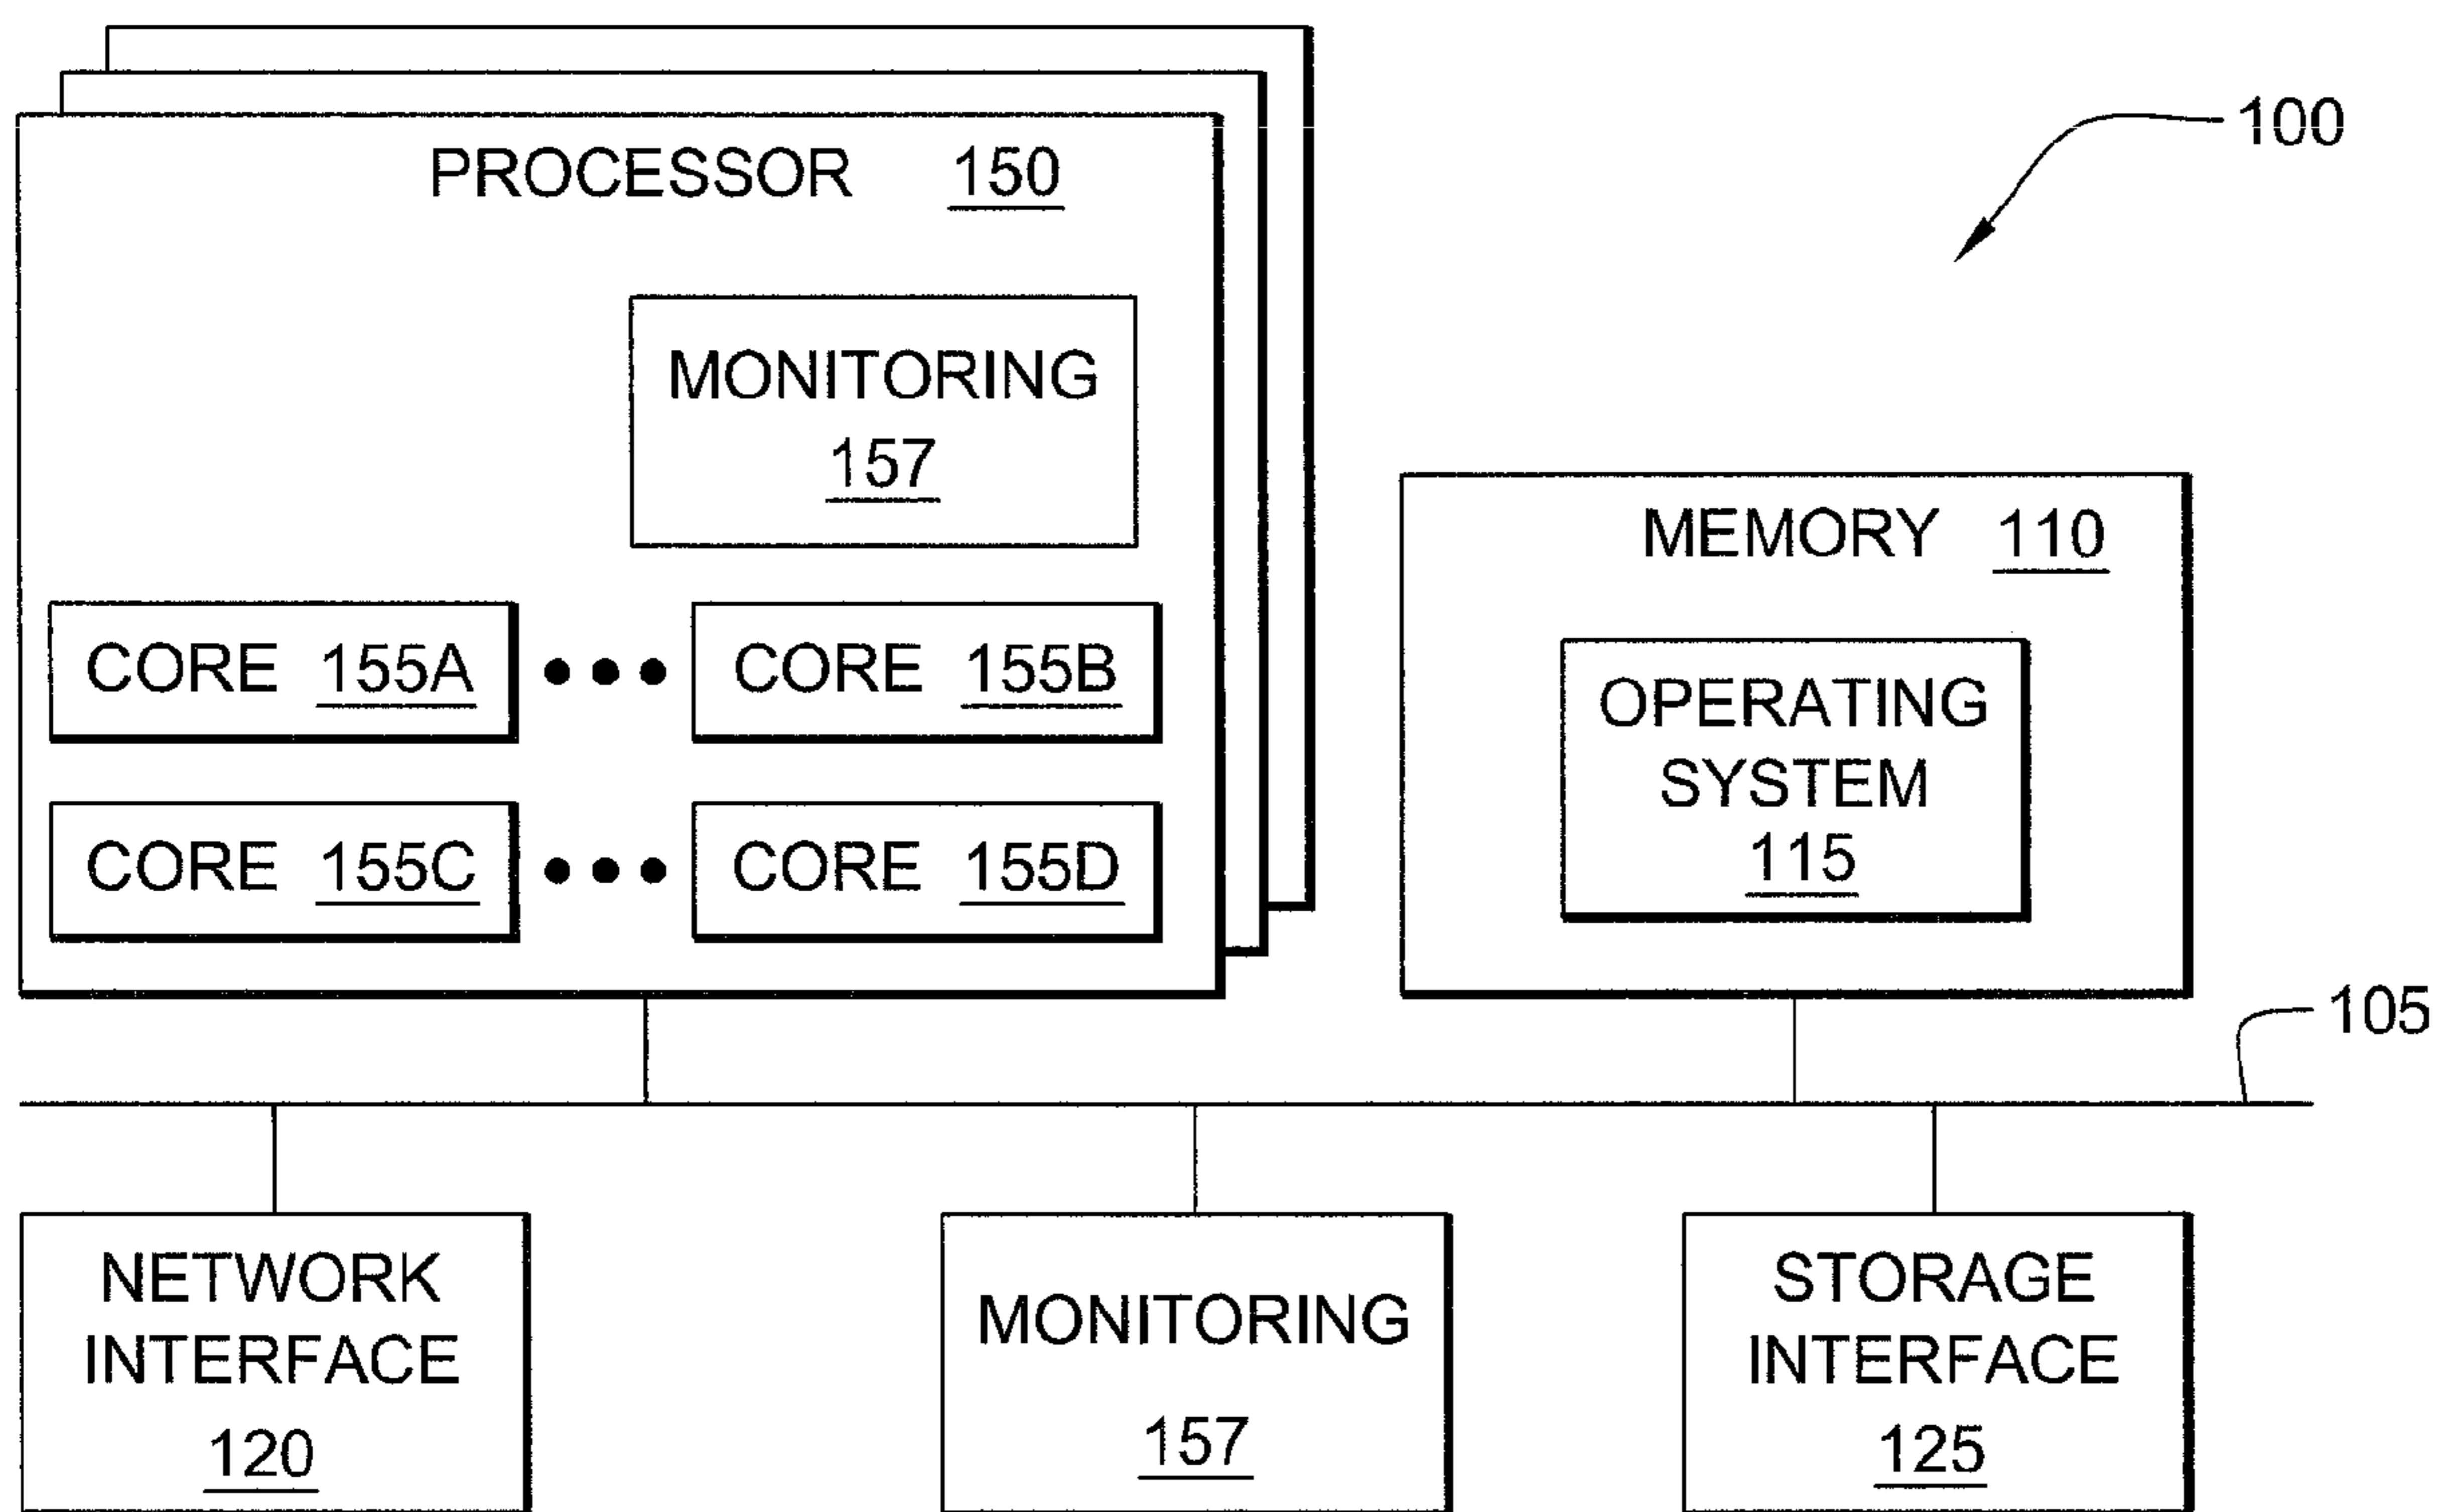 100
PROCESSOR 150
MONITORING
157
MEMORY 110
CORE 155A ••• CORE 155B
OPERATING
SYSTEM
115
CORE 155C ••• CORE 155D
105
NETWORK
INTERFACE
120
MONITORING
157
STORAGE
INTERFACE
125